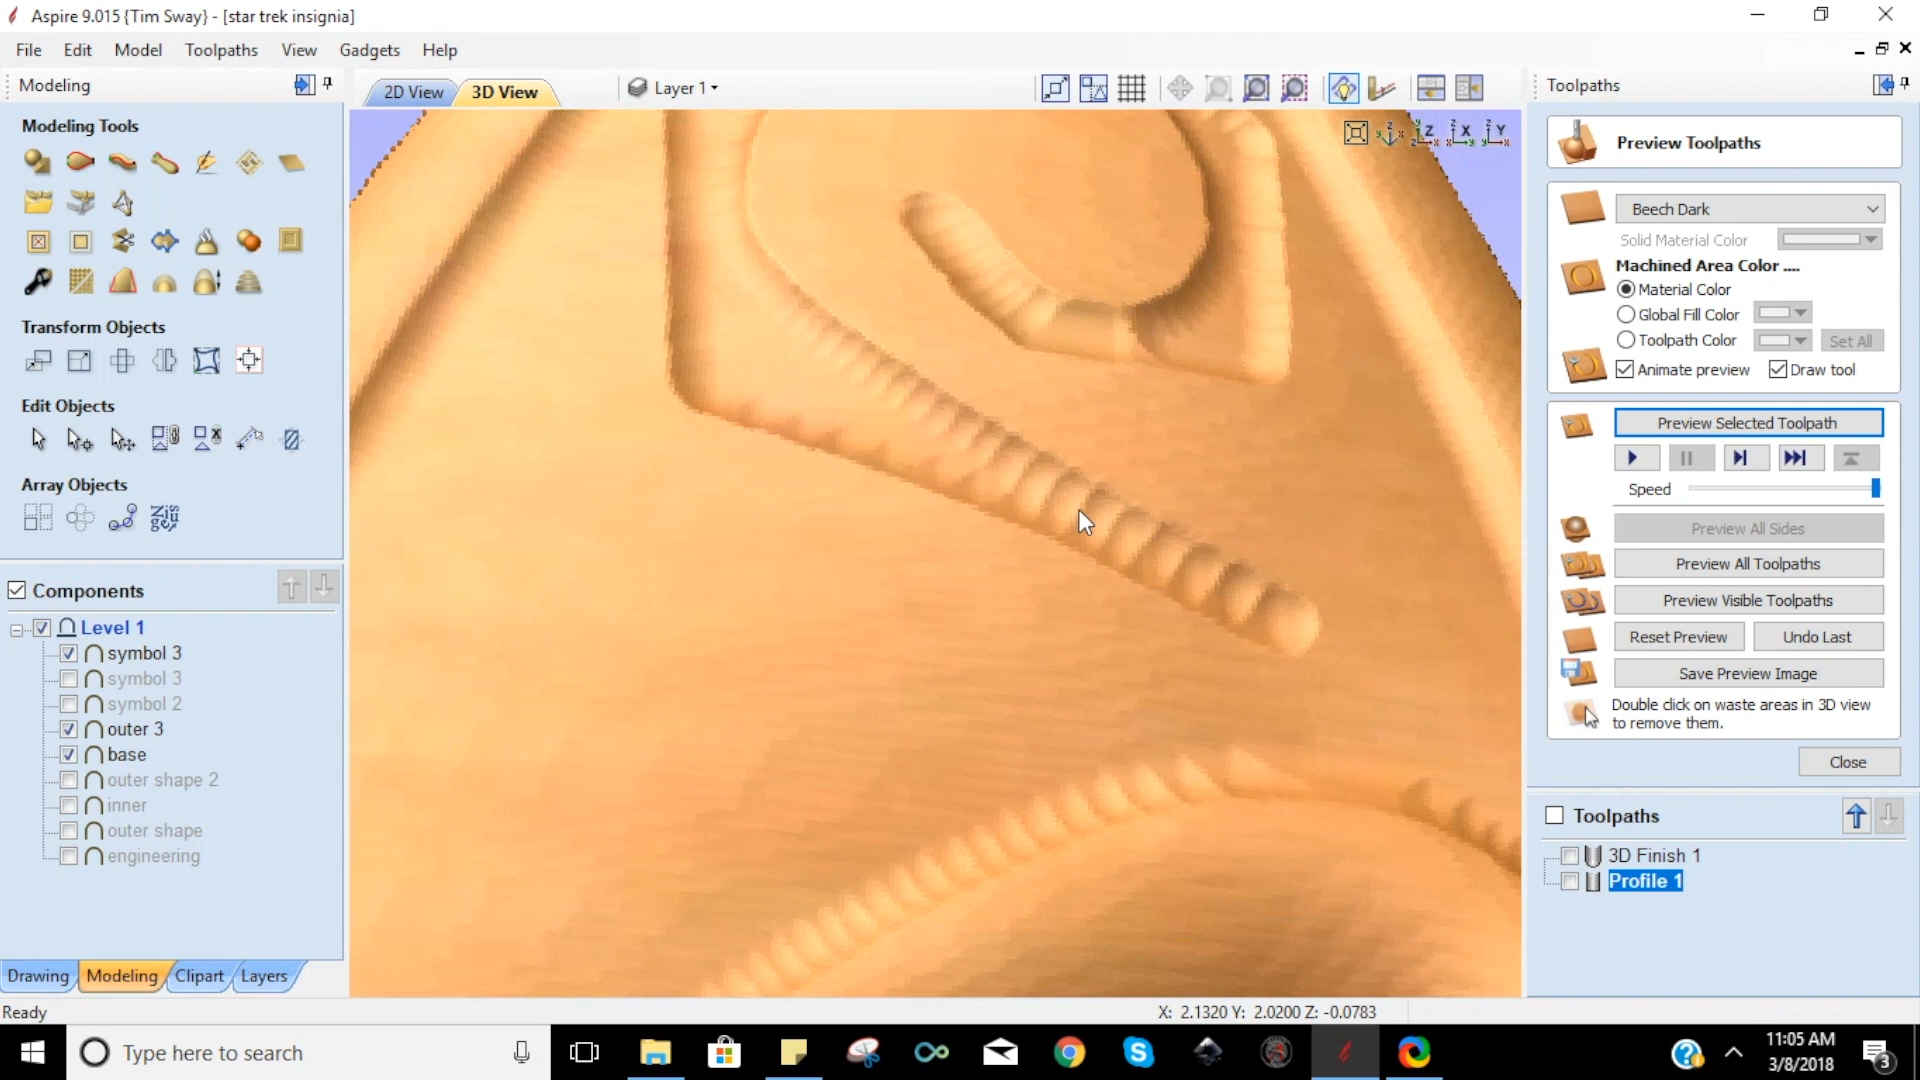 Aspire 9.015 {Tim Sway} - [star trek insignia]
File Edit Model Toolpaths View Gadgets Help
Modeling
2D View 3D View Layer 1
Toolpaths
Modeling Tools
Preview Toolpaths
Beech Dark
Solid Material Color
Machined Area Color ....
Material Color
Global Fill Color
Toolpath Color Set All
Animate preview Draw tool
Transform Objects
Edit Objects
Array Objects
Preview Selected Toolpath
Speed
Preview All Sides
Preview All Toolpaths
Preview Visible Toolpaths
Reset Preview Undo Last
Save Preview Image
Double click on waste areas in 3D view
to remove them.
Close
Components
Level 1
symbol 3
symbol 3
symbol 2
outer 3
base
outer shape 2
inner
outer shape
engineering
Toolpaths
3D Finish 1
Profile 1
Drawing Modeling Clipart Layers
Ready X: 2.1320 Y: 2.0200 Z: -0.0783
Type here to search
11:05 AM
3/8/2018
3